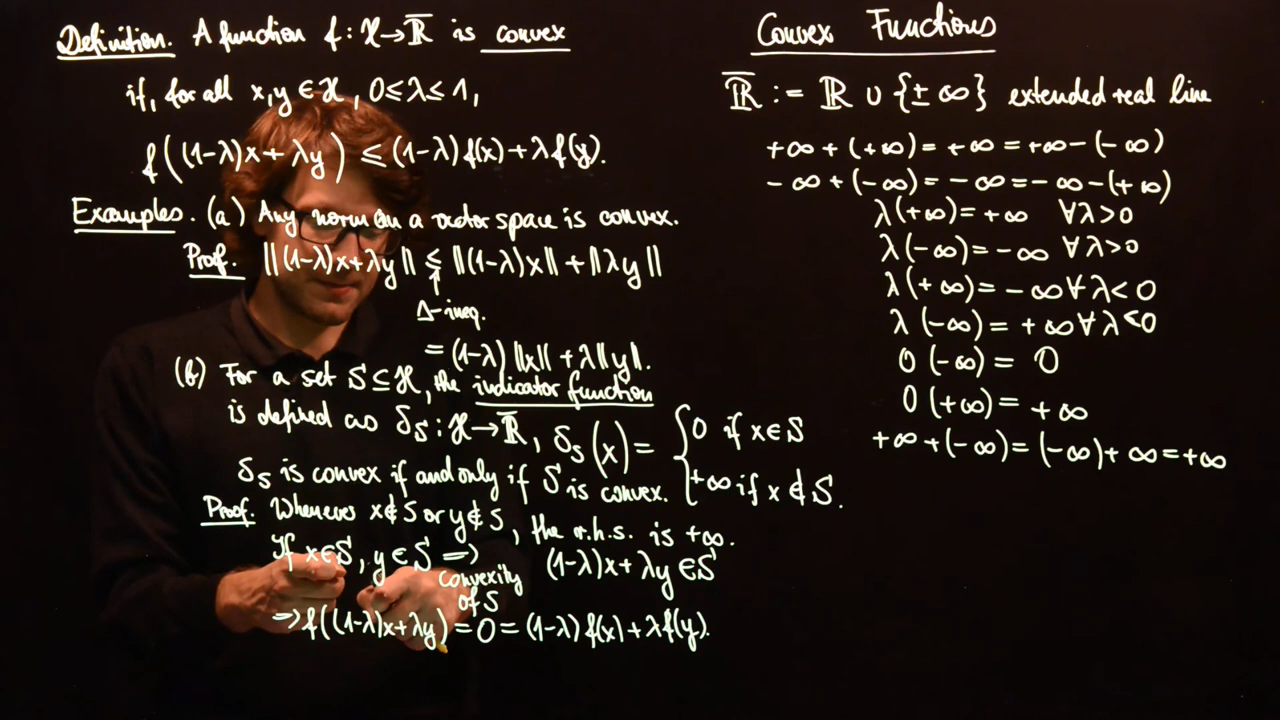 Definition. A function f: X→R̅ is convex
if, for all x,y ∈ X, 0≤λ≤1,
f((1-λ)x+λy) ≤ (1-λ)f(x)+λf(y).
Examples. (a) Any norm on a vector space is convex.
Proof. ||(1-λ)x+λy|| ≤ ||(1-λ)x||+||λy||
↑
Δ-ineq.
= (1-λ)||x||+λ||y||.
(b) For a set S⊆X, the indicator function
is defined as δ_S: X→R̅, δ_S(x)= {0 if x∈S
+∞ if x∉S.
δ_S is convex if and only if S is convex.
Proof. Whenever x∉S or y∉S, the r.h.s. is +∞.
If x∈S, y∈S ⇒ (1-λ)x+λy∈S
convexity
of S
⇒ f((1-λ)x+λy)=0=(1-λ)f(x)+λf(y).
Convex Functions
R̅ := R ∪ {±∞} extended real line
+∞+(+∞)=+∞=+∞-(-∞)
-∞+(-∞)=-∞=-∞-(+∞)
λ(+∞)=+∞ ∀λ>0
λ(-∞)=-∞ ∀λ>0
λ(+∞)=-∞ ∀λ<0
λ(-∞)=+∞ ∀λ<0
0(-∞)=0
0(+∞)=+∞
+∞+(-∞)=(-∞)+∞=+∞